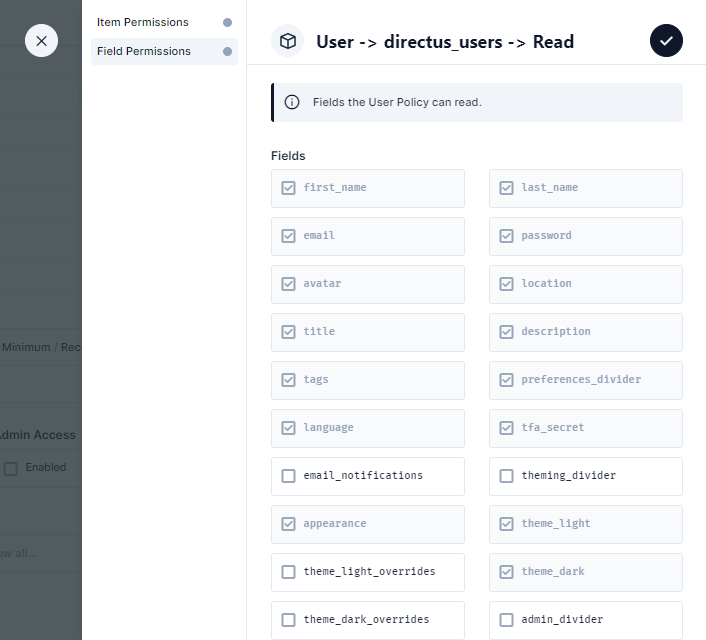 Item Permissions
Field Permissions
User -> directus_users -> Read
Fields the User Policy can read.
Fields
first_name
last_name
email
password
avatar
location
title
description
tags
preferences_divider
language
tfa_secret
email_notifications
theming_divider
appearance
theme_light
theme_light_overrides
theme_dark
theme_dark_overrides
admin_divider
Minimum / Rec
dmin Access
Enabled
ow all...